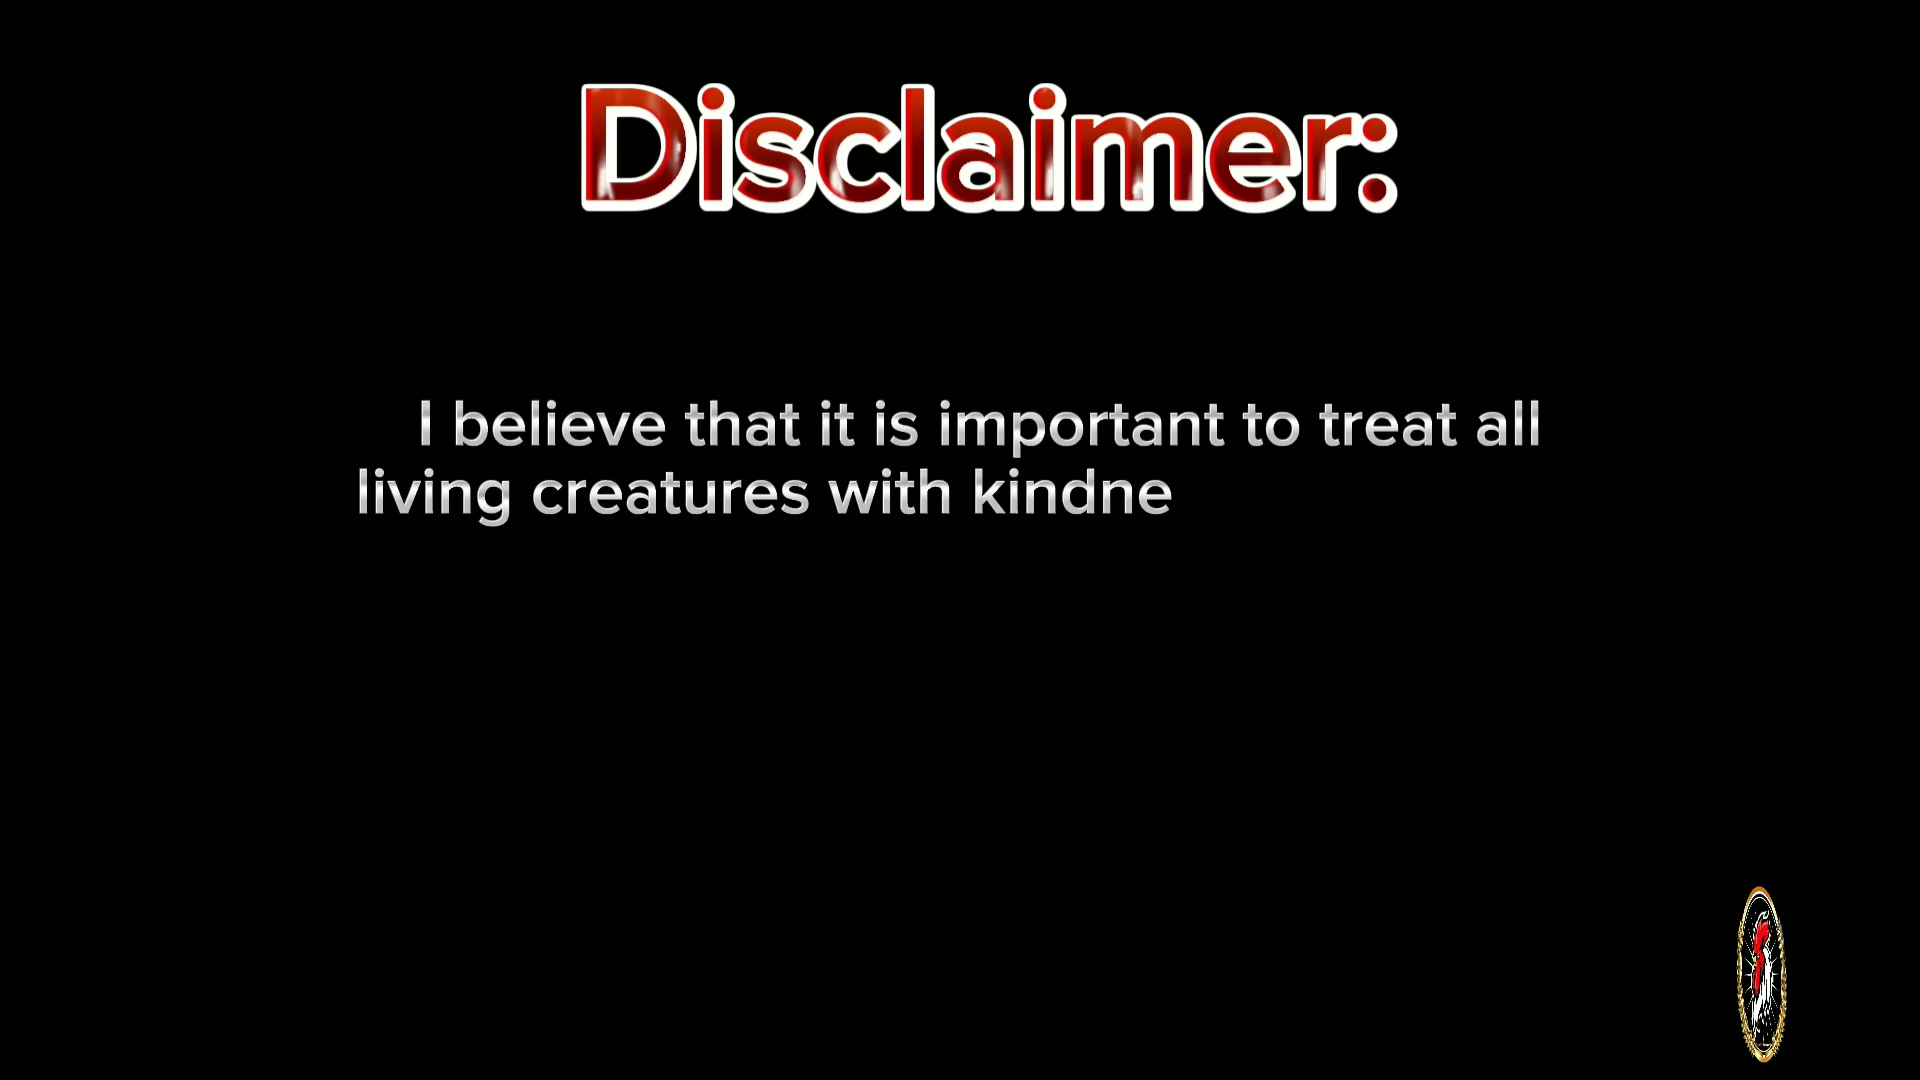 Disclaimer:
I believe that it is important to treat all
living creatures with kindne